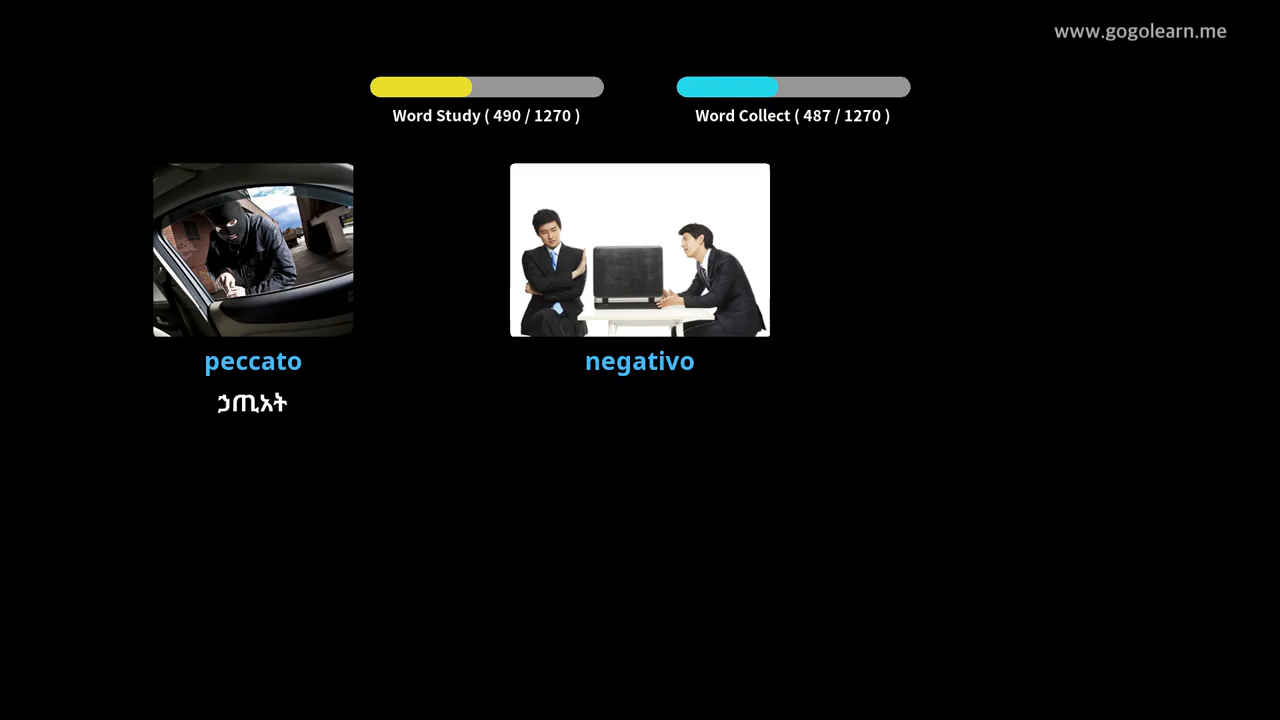 www.gogolearn.me
Word Study ( 490 / 1270 )
Word Collect ( 487 / 1270 )
peccato
negativo
ኃጢአት